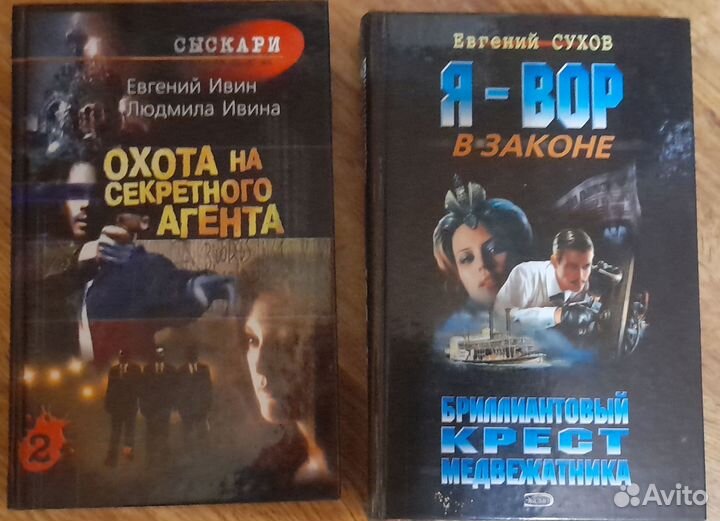 СЫСКАРИ
Евгений Ивин
Людмила Ивина
ОХОТА НА
СЕКРЕТНОГО
АГЕНТА
2
Евгений СУХОВ
Я - ВОР
В ЗАКОНЕ
БРИЛЛИАНТОВЫЙ
КРЕСТ
МЕДВЕЖАТНИКА
Avito